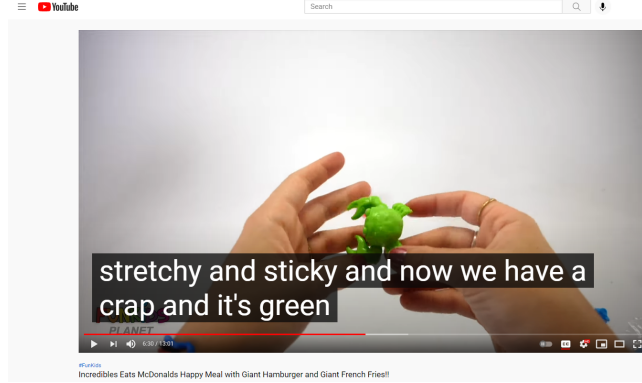 YouTube
Search
stretchy and sticky and now we have a
crap and it's green
PLANET
6:30 / 13:01
#FunKids
Incredibles Eats McDonalds Happy Meal with Giant Hamburger and Giant French Fries!!